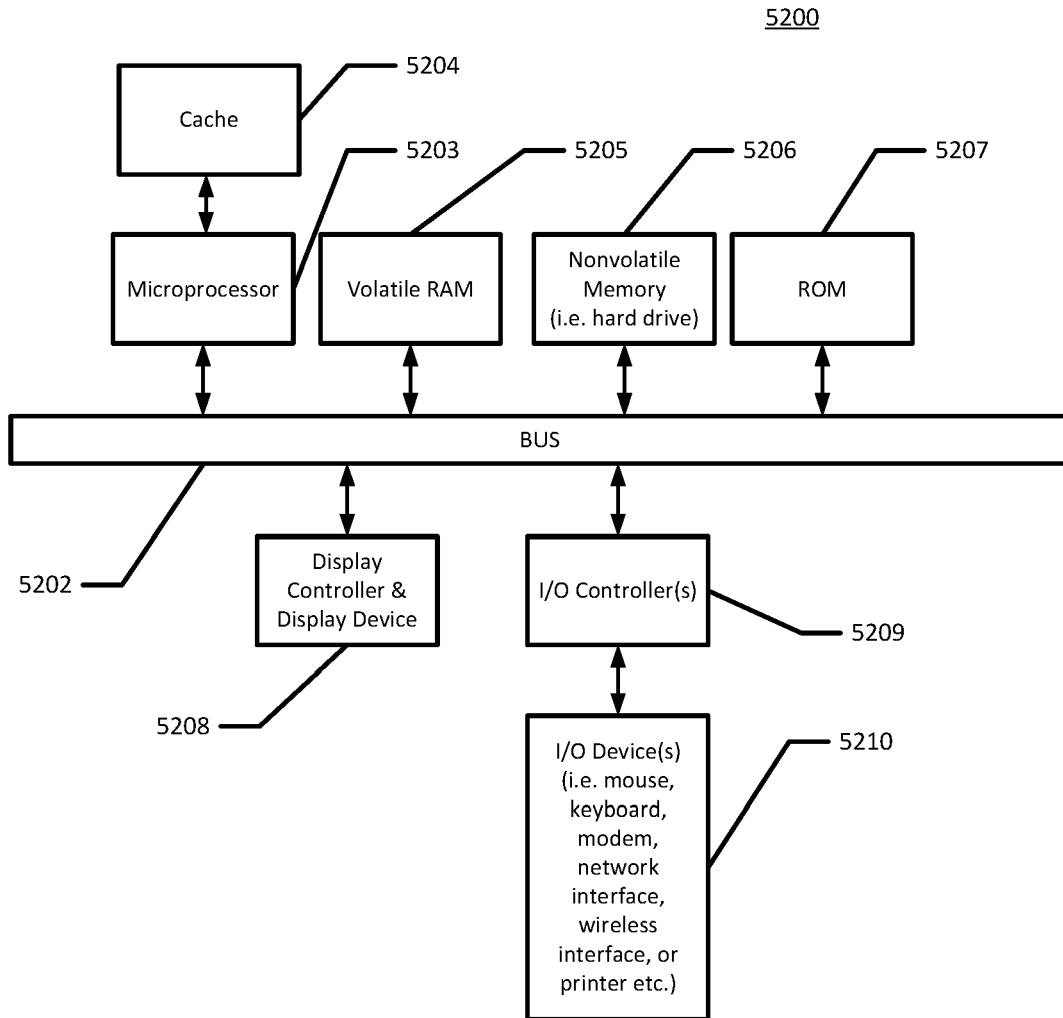 5200
5204
Cache
5203
5205
5206
5207
Microprocessor
Volatile RAM
Nonvolatile
Memory
(i.e. hard drive)
ROM
BUS
5202
Display
Controller &
Display Device
I/O Controller(s)
5209
5208
I/O Device(s)
(i.e. mouse,
keyboard,
modem,
network
interface,
wireless
interface, or
printer etc.)
5210